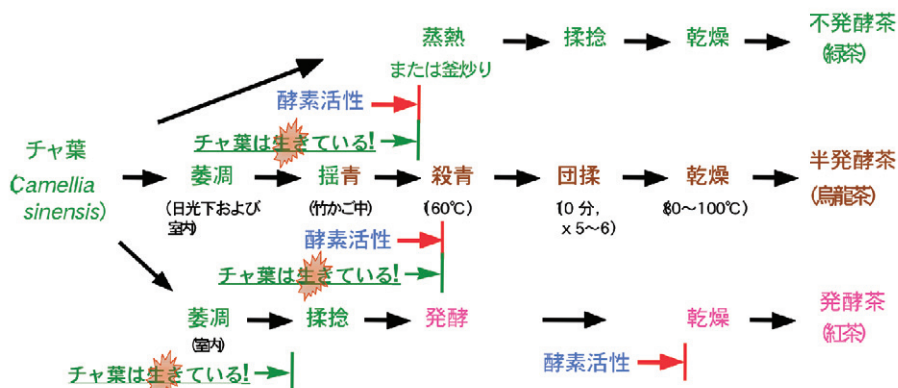 蒸熱 揉捻 乾燥 不発酵茶
または釜炒り (緑茶)
酵素活性
チャ葉は生きている!
チャ葉
(Camellia
sinensis)
萎凋 揺青 殺青 団揉 乾燥 半発酵茶
(日光下および (竹かご中) (160℃) (10 分, (80〜100℃) (烏龍茶)
室内) x 5〜6)
酵素活性
チャ葉は生きている!
萎凋 揉捻 発酵 乾燥 発酵茶
(室内) (紅茶)
酵素活性
チャ葉は生きている!